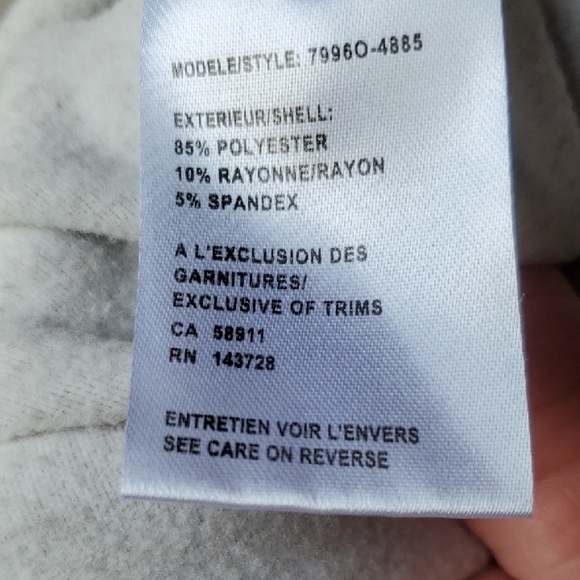 MODELE/STYLE: 7996O-4885
EXTERIEUR/SHELL:
85% POLYESTER
10% RAYONNE/RAYON
5% SPANDEX
A L'EXCLUSION DES
GARNITURES/
EXCLUSIVE OF TRIMS
CA 58911
RN 143728
ENTRETIEN VOIR L'ENVERS
SEE CARE ON REVERSE